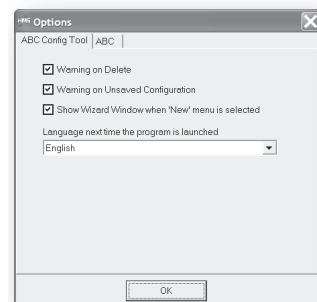 HMS Options
ABC Config Tool ABC
Warning on Delete
Warning on Unsaved Configuration
Show Wizard Window when 'New' menu is selected
Language next time the program is launched
English
OK